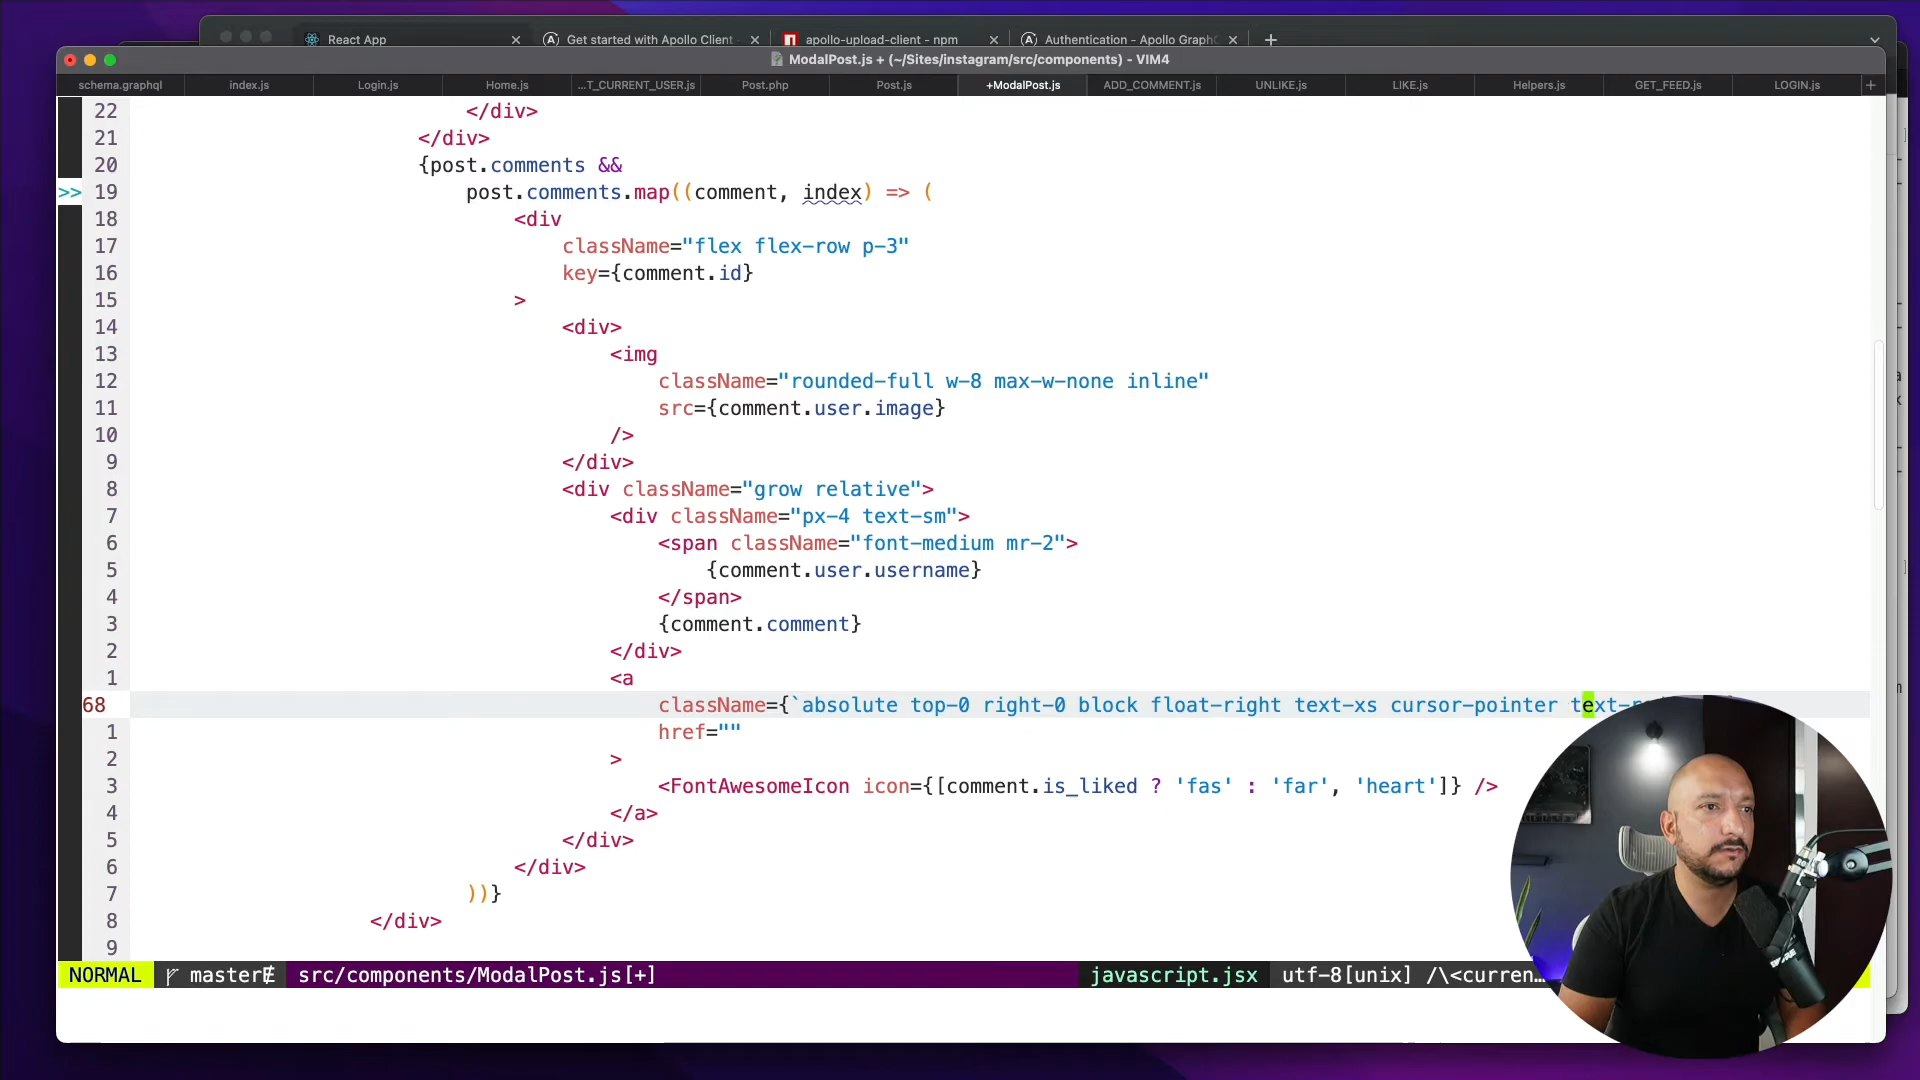 React App
Get started with Apollo Client
apollo-upload-client - npm
Authentication - Apollo GraphQ
ModalPost.js + (~/Sites/instagram/src/components) - VIM4
schema.graphql
index.js
Login.js
Home.js
...T_CURRENT_USER.js
Post.php
Post.js
+ModalPost.js
ADD_COMMENT.js
UNLIKE.js
LIKE.js
Helpers.js
GET_FEED.js
LOGIN.js
22 </div>
21 </div>
20 {post.comments &&
>> 19 post.comments.map((comment, index) => (
18 <div
17 className="flex flex-row p-3"
16 key={comment.id}
15 >
14 <div>
13 <img
12 className="rounded-full w-8 max-w-none inline"
11 src={comment.user.image}
10 />
9 </div>
8 <div className="grow relative">
7 <div className="px-4 text-sm">
6 <span className="font-medium mr-2">
5 {comment.user.username}
4 </span>
3 {comment.comment}
2 </div>
1 <a
68 className={`absolute top-0 right-0 block float-right text-xs cursor-pointer
1 href=""
2 >
3 <FontAwesomeIcon icon={[comment.is_liked ? 'fas' : 'far', 'heart']} />
4 </a>
5 </div>
6 </div>
7 ))}
8 </div>
9
NORMAL master src/components/ModalPost.js[+] javascript.jsx utf-8[unix] /\<curren…